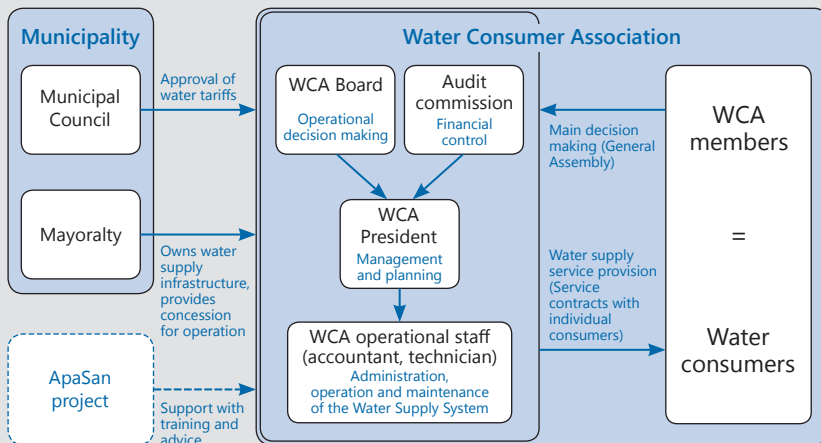 Municipality
Municipal
Council
Mayoralty
ApaSan
project
Approval of
water tariffs
Owns water
supply
infrastructure,
provides
concession
for operation
Support with
training and
advice
Water Consumer Association
WCA Board
Operational
decision making
Audit
commission
Financial
control
WCA
President
Management
and planning
WCA operational staff
(accountant, technician)
Administration,
operation and maintenance
of the Water Supply System
Main decision
making (General
Assembly)
Water supply
service provision
(Service
contracts with
individual
consumers)
WCA
members
=
Water
consumers